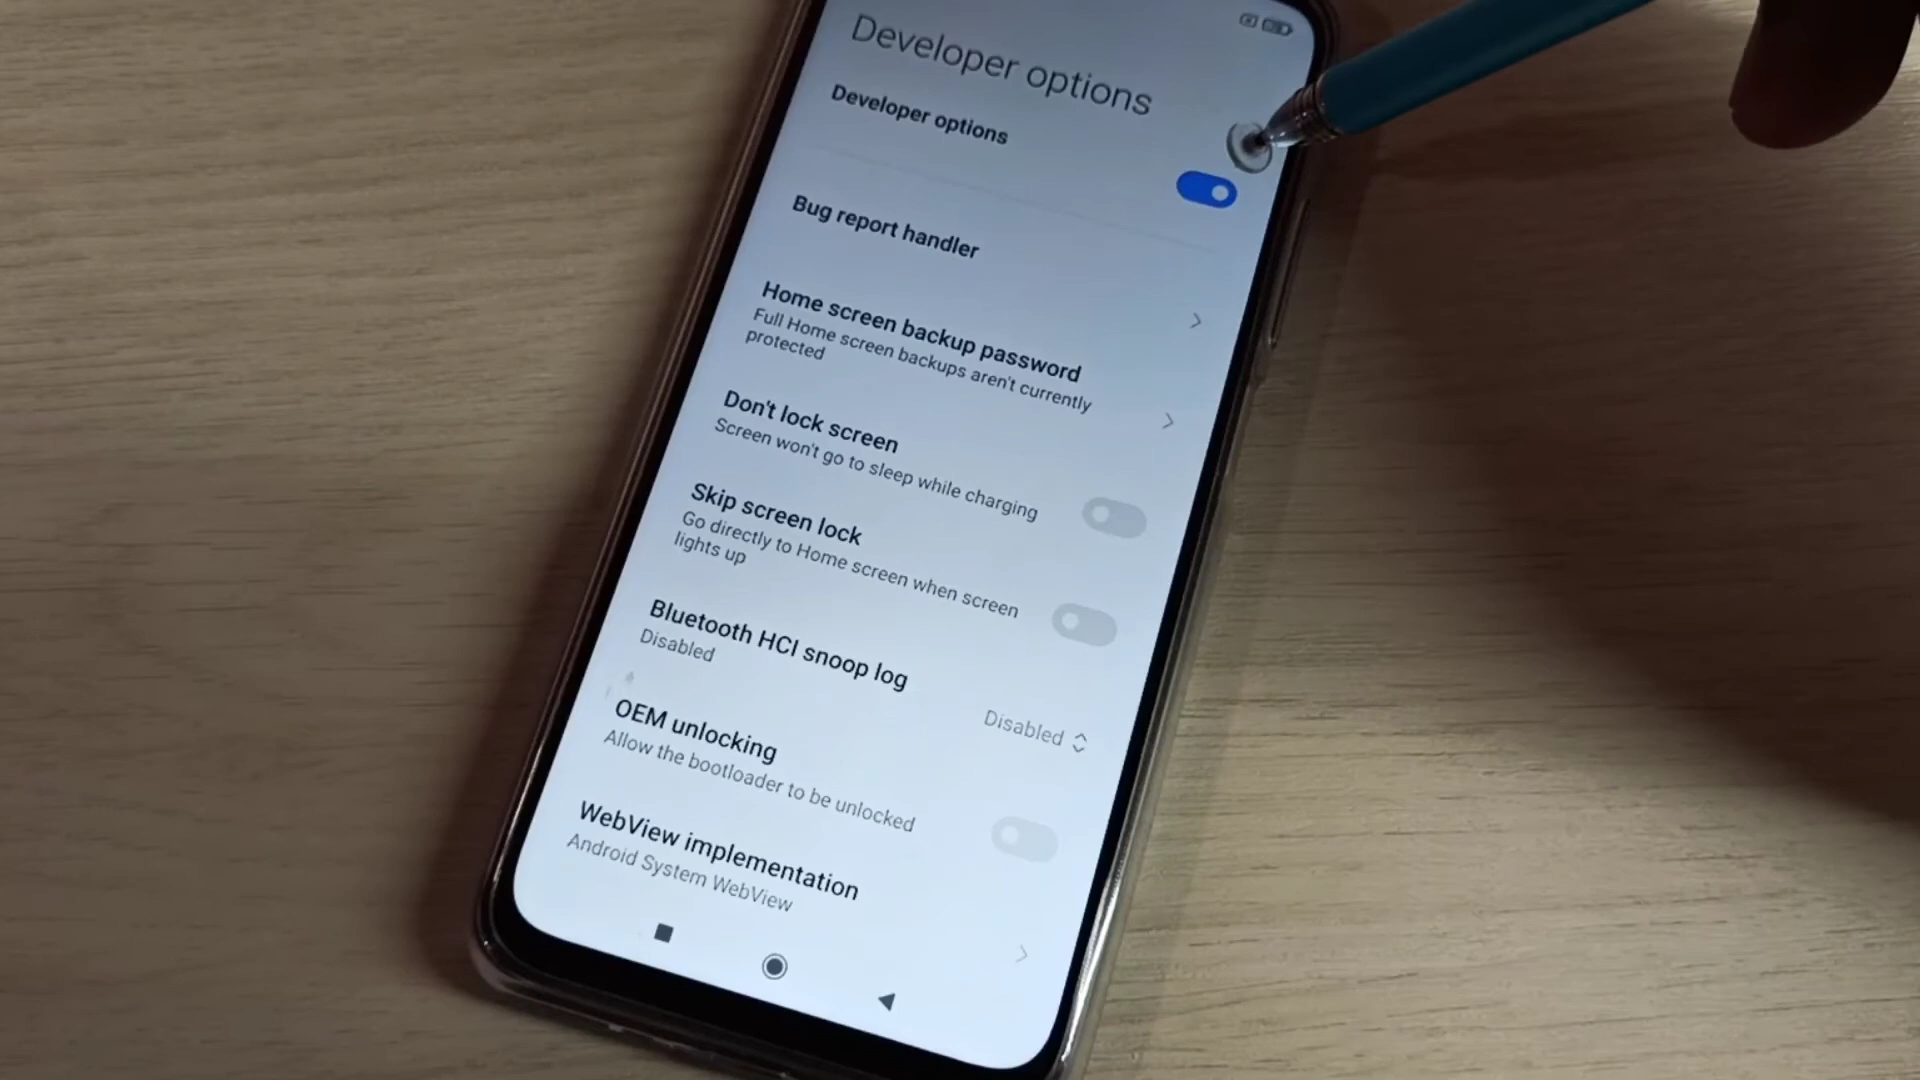 Developer options
Developer options
Bug report handler
Home screen backup password
Full Home screen backups aren't currently
protected
Don't lock screen
Screen won't go to sleep while charging
Skip screen lock
Go directly to Home screen when screen
lights up
Bluetooth HCI snoop log
Disabled
Disabled
OEM unlocking
Allow the bootloader to be unlocked
WebView implementation
Android System WebView